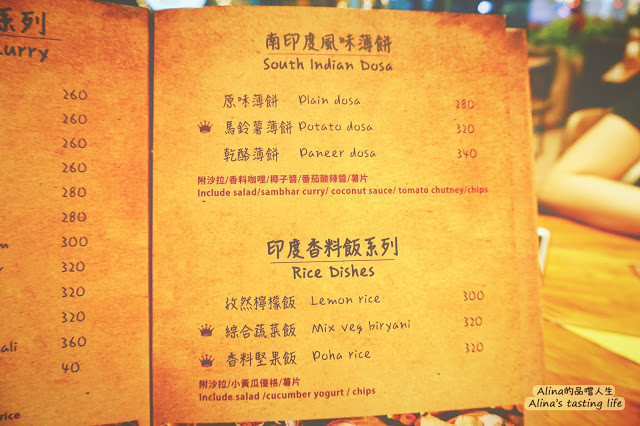 系列
Curry
260
260
260
260
280
280
300
320
320
320
ali 360
40
rice
南印度風味薄餅
South Indian Dosa
原味薄餅 Plain dosa 280
馬鈴薯薄餅 Potato dosa 320
乾酪薄餅 Paneer dosa 340
附沙拉/香料咖哩/椰子醬/蕃茄酸辣醬/薯片
Include salad/sambhar curry/ coconut sauce/ tomato chutney/chips
印度香料飯系列
Rice Dishes
孜然檸檬飯 Lemon rice 300
綜合蔬菜飯 Mix veg biryani 320
香料堅果飯 Poha rice 320
附沙拉/小黃瓜優格/薯片
Include salad /cucumber yogurt / chips
Alina的品嚐人生
Alina's tasting life